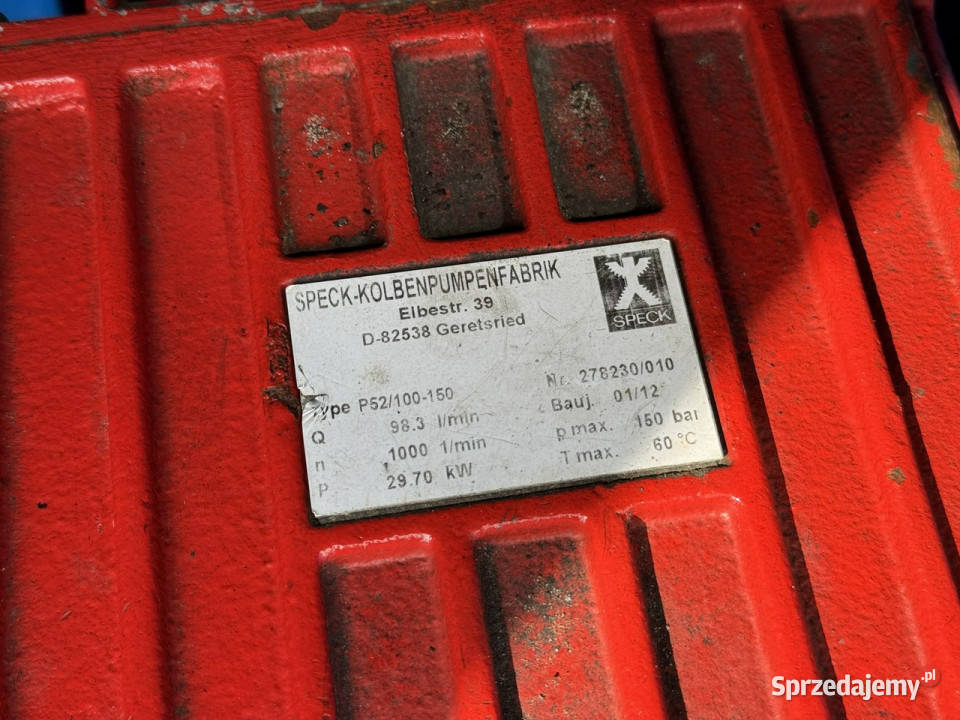 SPECK-KOLBENPUMPENFABRIK
Elbestr. 39
D-82538 Geretsried
SPECK
Type P52/100-150 Nr. 278230/010
Q 98.3 l/min Bauj. 01/12
n 1000 1/min p max. 150 bar
P 29.70 kW T max. 60 °C
Sprzedajemy.pl